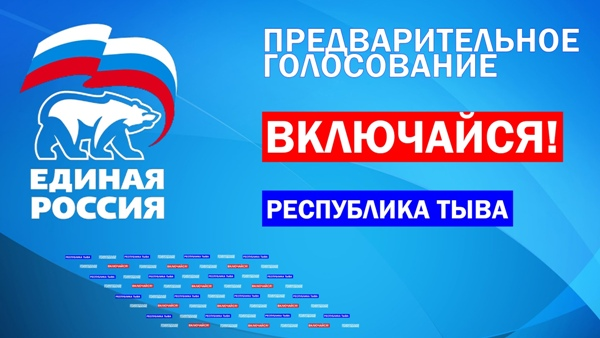 ПРЕДВАРИТЕЛЬНОЕ
ГОЛОСОВАНИЕ
ВКЛЮЧАЙСЯ!
РЕСПУБЛИКА ТЫВА
ЕДИНАЯ
РОССИЯ